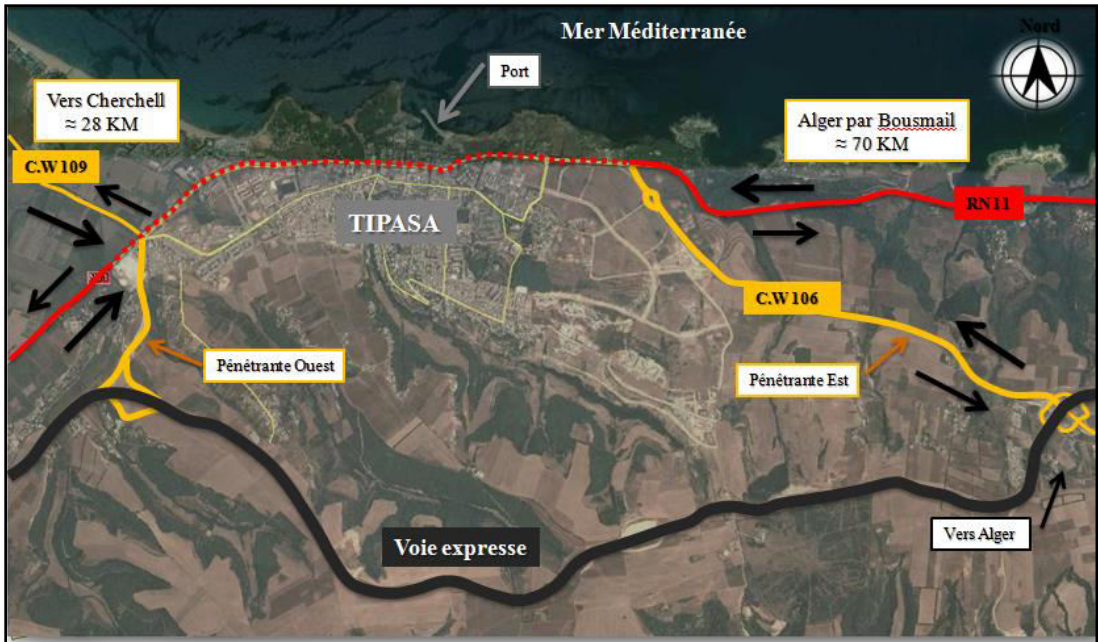 Mer Méditerranée
Nord
Port
Vers Cherchell
≈ 28 KM
Alger par Bousmail
≈ 70 KM
C.W 109
RN11
TIPASA
C.W 106
Pénétrante Ouest
Pénétrante Est
Voie expresse
Vers Alger